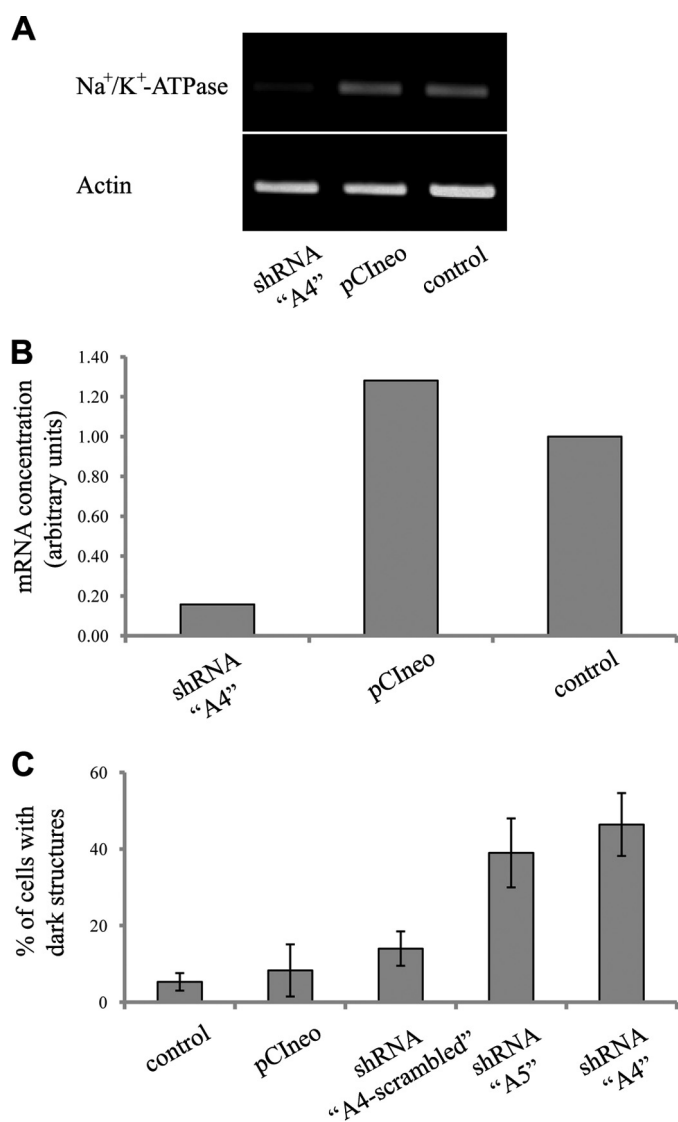 A
Na⁺/K⁺-ATPase
Actin
shRNA
“A4”
pCIneo
control
B
mRNA concentration
(arbitrary units)
1.40
1.20
1.00
0.80
0.60
0.40
0.20
0.00
shRNA
“A4”
pCIneo
control
C
% of cells with
dark structures
60
40
20
0
control
pCIneo
shRNA
“A4-scrambled”
shRNA
“A5”
shRNA
“A4”